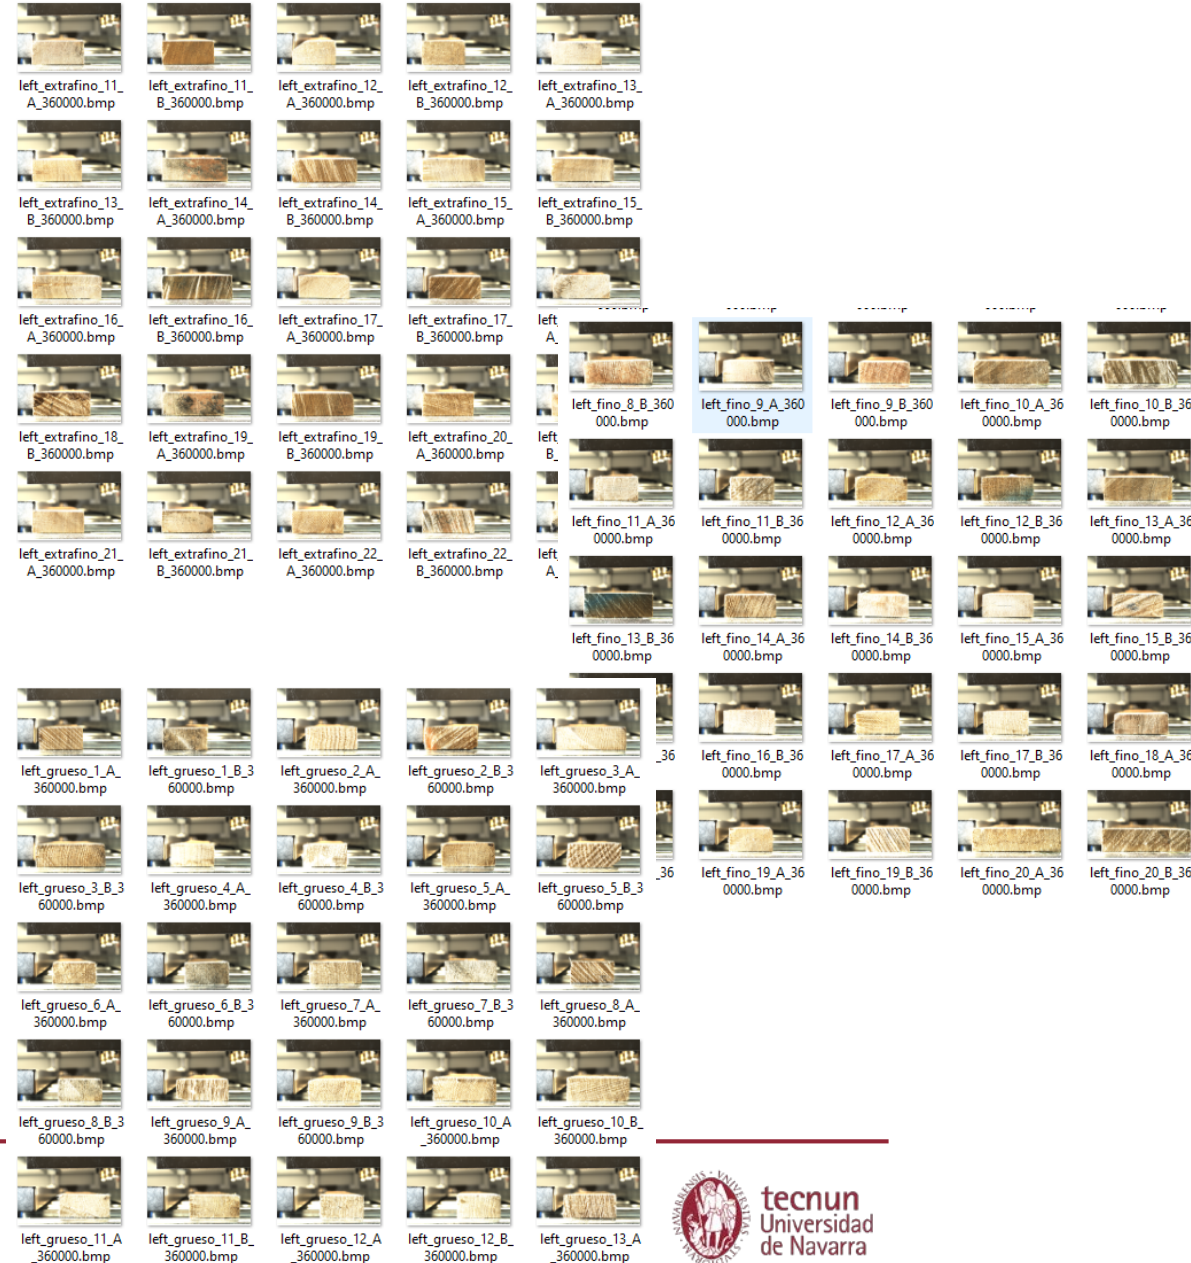 left_extrafino_11_
A_360000.bmp
left_extrafino_11_
B_360000.bmp
left_extrafino_12_
A_360000.bmp
left_extrafino_12_
B_360000.bmp
left_extrafino_13_
A_360000.bmp
left_extrafino_13_
B_360000.bmp
left_extrafino_14_
A_360000.bmp
left_extrafino_14_
B_360000.bmp
left_extrafino_15_
A_360000.bmp
left_extrafino_15_
B_360000.bmp
left_extrafino_16_
A_360000.bmp
left_extrafino_16_
B_360000.bmp
left_extrafino_17_
A_360000.bmp
left_extrafino_17_
B_360000.bmp
left_extrafino_18_
B_360000.bmp
left_extrafino_19_
A_360000.bmp
left_extrafino_19_
B_360000.bmp
left_extrafino_20_
A_360000.bmp
left_extrafino_21_
A_360000.bmp
left_extrafino_21_
B_360000.bmp
left_extrafino_22_
A_360000.bmp
left_extrafino_22_
B_360000.bmp
left_fino_8_B_360
000.bmp
left_fino_9_A_360
000.bmp
left_fino_9_B_360
000.bmp
left_fino_10_A_36
0000.bmp
left_fino_10_B_36
0000.bmp
left_fino_11_A_36
0000.bmp
left_fino_11_B_36
0000.bmp
left_fino_12_A_36
0000.bmp
left_fino_12_B_36
0000.bmp
left_fino_13_A_36
0000.bmp
left_fino_13_B_36
0000.bmp
left_fino_14_A_36
0000.bmp
left_fino_14_B_36
0000.bmp
left_fino_15_A_36
0000.bmp
left_fino_15_B_36
0000.bmp
_36
left_fino_16_B_36
0000.bmp
left_fino_17_A_36
0000.bmp
left_fino_17_B_36
0000.bmp
left_fino_18_A_36
0000.bmp
_36
left_fino_19_A_36
0000.bmp
left_fino_19_B_36
0000.bmp
left_fino_20_A_36
0000.bmp
left_fino_20_B_36
0000.bmp
left_grueso_1_A_
360000.bmp
left_grueso_1_B_3
60000.bmp
left_grueso_2_A_
360000.bmp
left_grueso_2_B_3
60000.bmp
left_grueso_3_A_
360000.bmp
left_grueso_3_B_3
60000.bmp
left_grueso_4_A_
360000.bmp
left_grueso_4_B_3
60000.bmp
left_grueso_5_A_
360000.bmp
left_grueso_5_B_3
60000.bmp
left_grueso_6_A_
360000.bmp
left_grueso_6_B_3
60000.bmp
left_grueso_7_A_
360000.bmp
left_grueso_7_B_3
60000.bmp
left_grueso_8_A_
360000.bmp
left_grueso_8_B_3
60000.bmp
left_grueso_9_A_
360000.bmp
left_grueso_9_B_3
60000.bmp
left_grueso_10_A
_360000.bmp
left_grueso_10_B_
360000.bmp
left_grueso_11_A
_360000.bmp
left_grueso_11_B_
360000.bmp
left_grueso_12_A
_360000.bmp
left_grueso_12_B_
360000.bmp
left_grueso_13_A
_360000.bmp
tecnun
Universidad
de Navarra